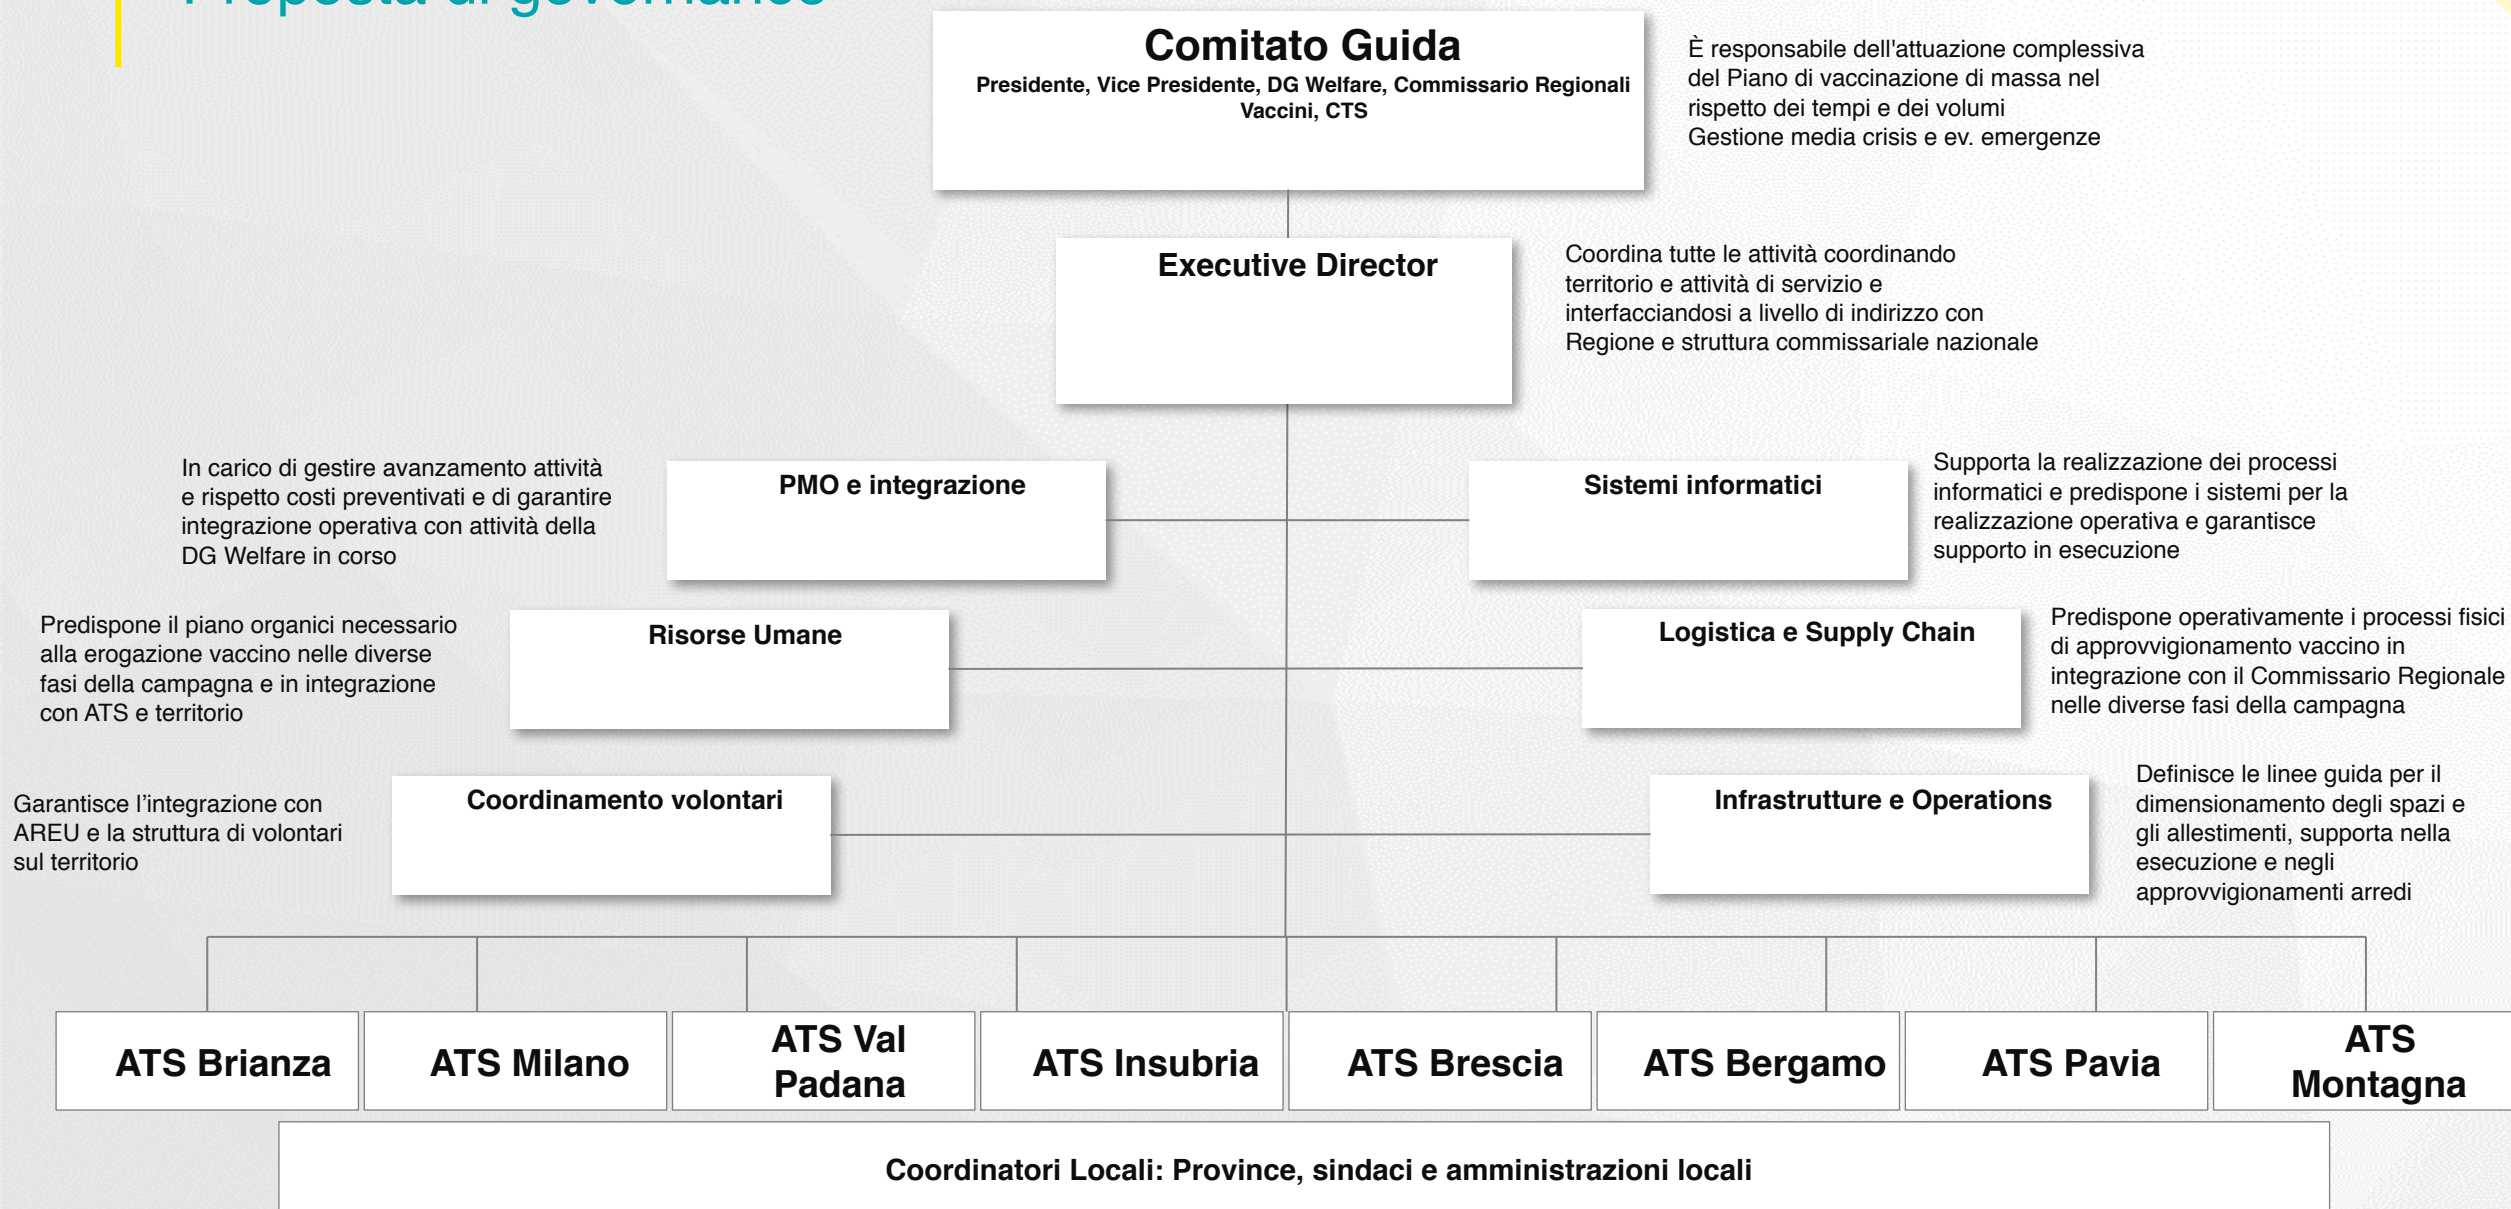 Proposta di governance
Comitato Guida
Presidente, Vice Presidente, DG Welfare, Commissario Regionali
Vaccini, CTS
È responsabile dell'attuazione complessiva
del Piano di vaccinazione di massa nel
rispetto dei tempi e dei volumi
Gestione media crisis e ev. emergenze
Executive Director
Coordina tutte le attività coordinando
territorio e attività di servizio e
interfacciandosi a livello di indirizzo con
Regione e struttura commissariale nazionale
In carico di gestire avanzamento attività
e rispetto costi preventivati e di garantire
integrazione operativa con attività della
DG Welfare in corso
PMO e integrazione
Sistemi informatici
Supporta la realizzazione dei processi
informatici e predispone i sistemi per la
realizzazione operativa e garantisce
supporto in esecuzione
Predispone il piano organici necessario
alla erogazione vaccino nelle diverse
fasi della campagna e in integrazione
con ATS e territorio
Risorse Umane
Logistica e Supply Chain
Predispone operativamente i processi fisici
di approvvigionamento vaccino in
integrazione con il Commissario Regionale
nelle diverse fasi della campagna
Garantisce l’integrazione con
AREU e la struttura di volontari
sul territorio
Coordinamento volontari
Infrastrutture e Operations
Definisce le linee guida per il
dimensionamento degli spazi e
gli allestimenti, supporta nella
esecuzione e negli
approvvigionamenti arredi
ATS Brianza
ATS Milano
ATS Val
Padana
ATS Insubria
ATS Brescia
ATS Bergamo
ATS Pavia
ATS
Montagna
Coordinatori Locali: Province, sindaci e amministrazioni locali